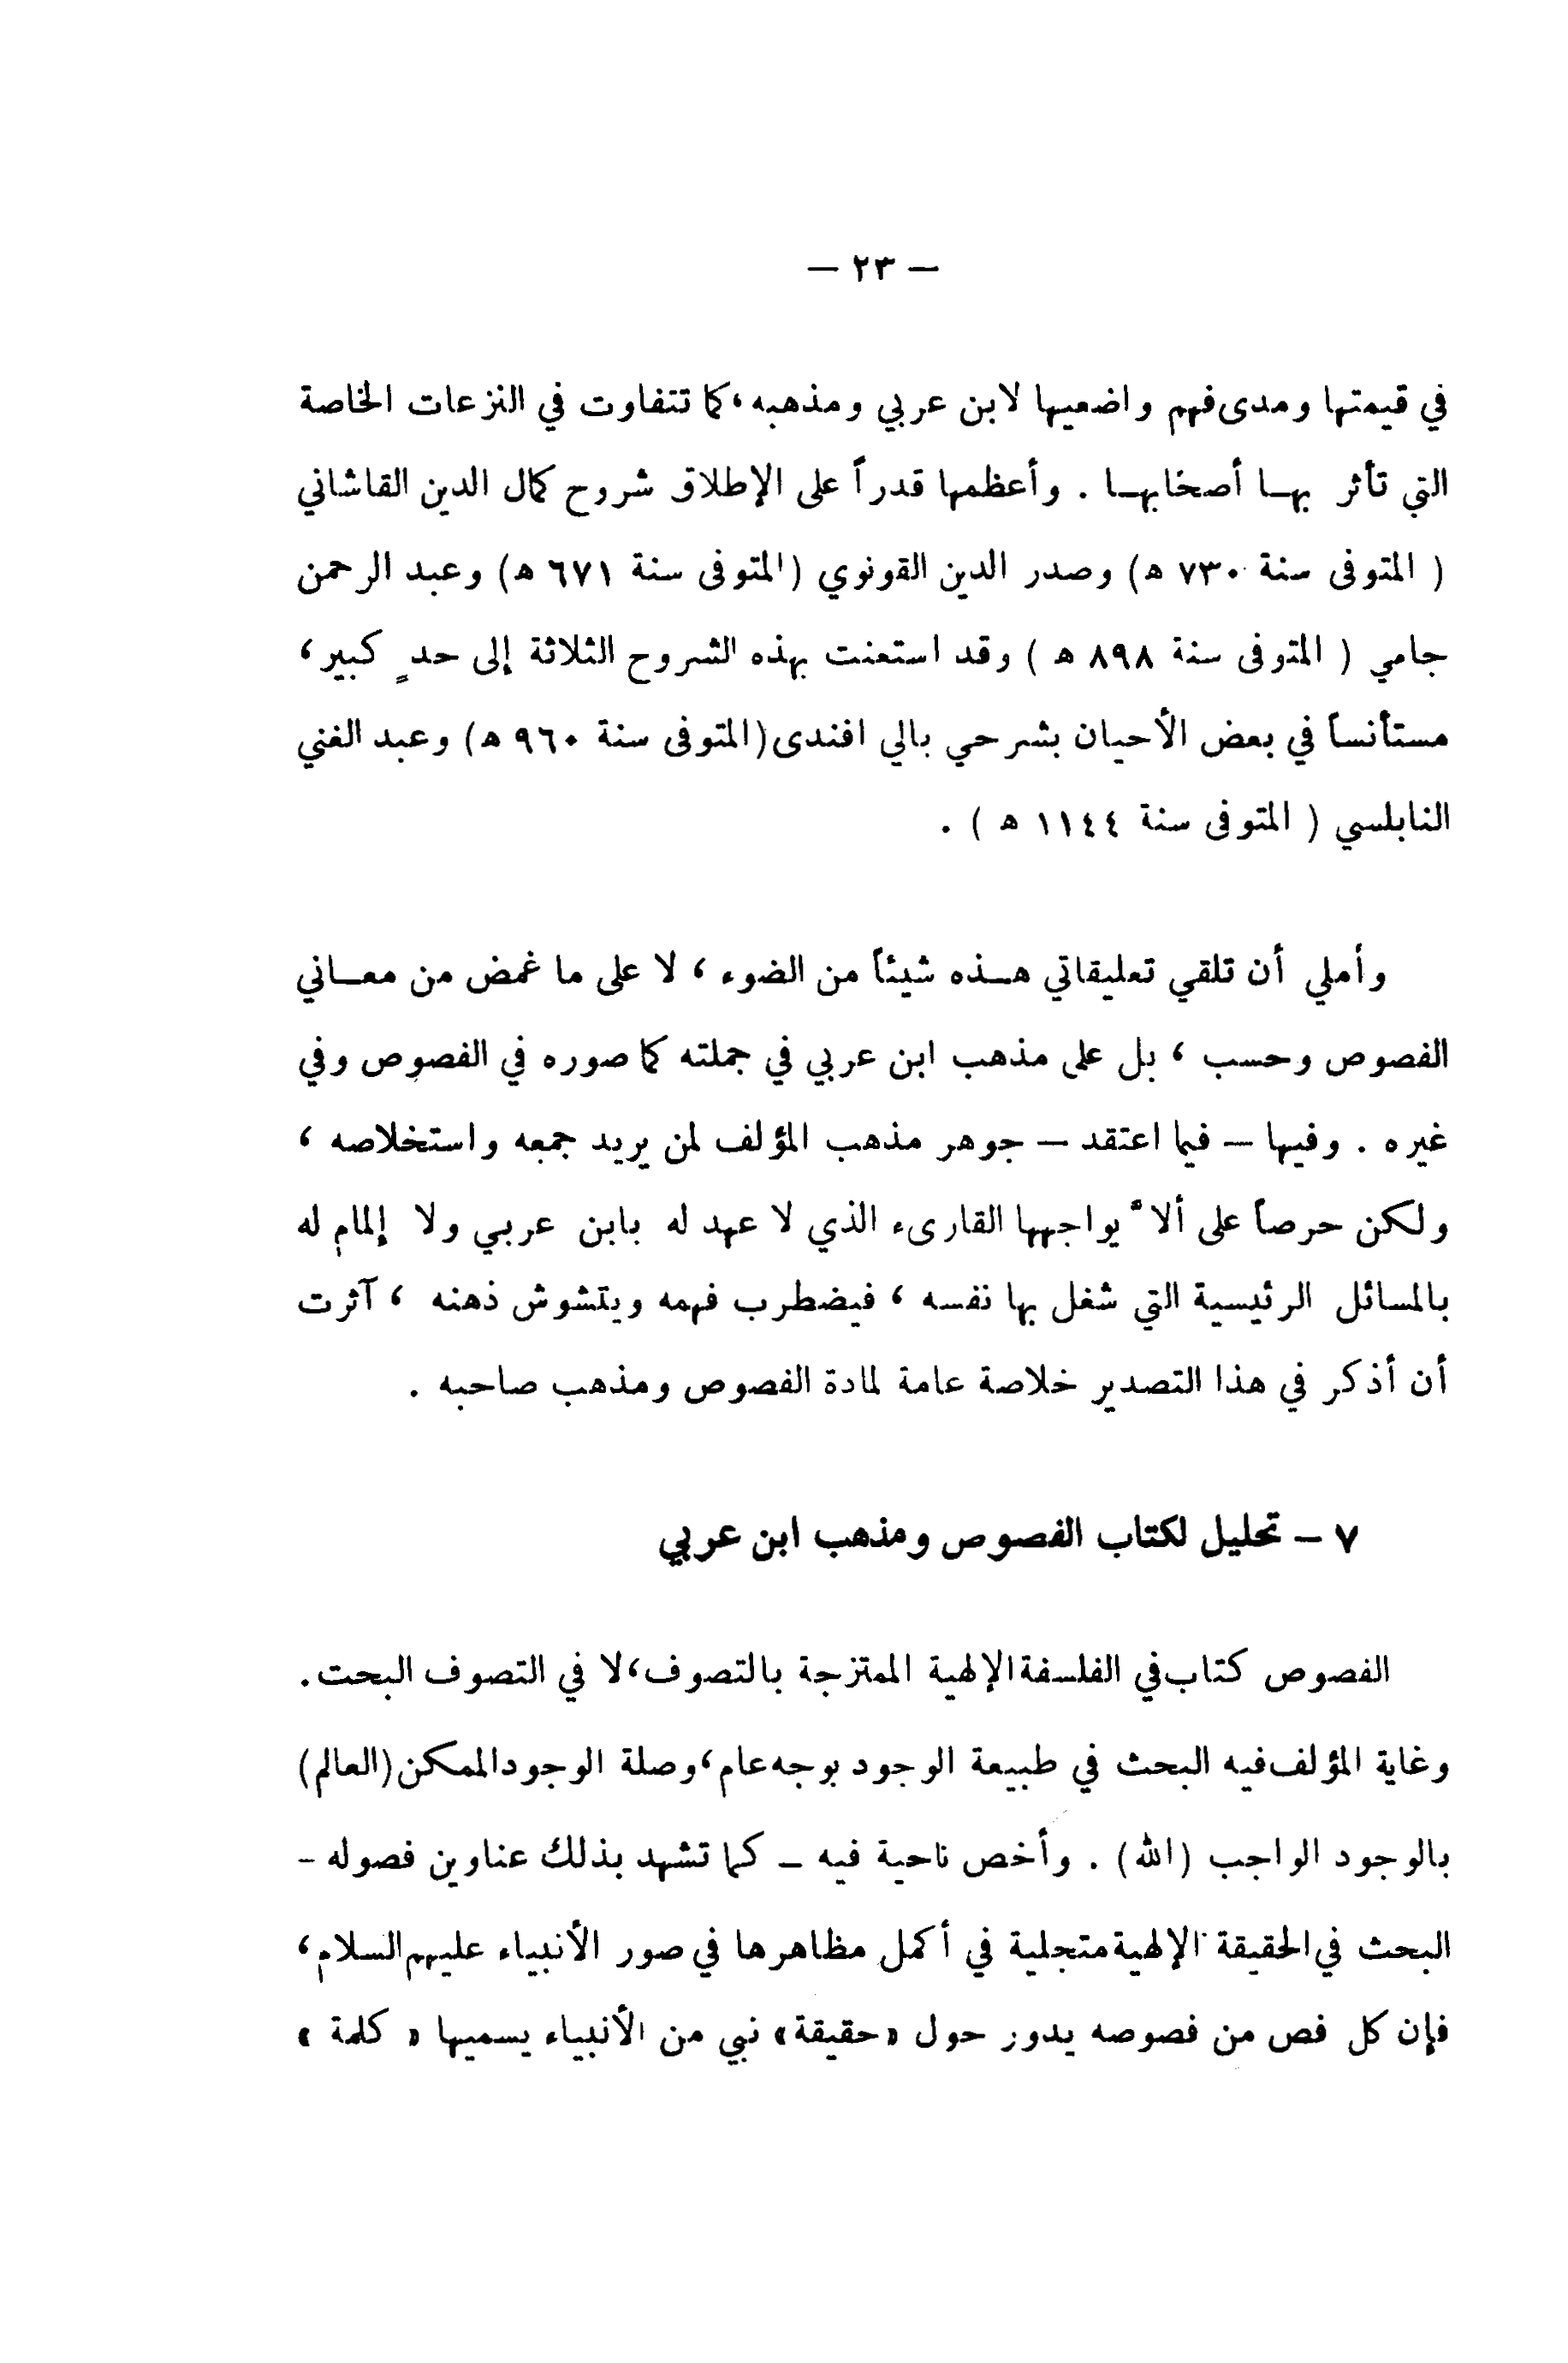 — ٢٣ —
في قيمتها ومدى فهم واضعيها لابن عربي ومذهبه، كما تتفاوت في النزعات الخاصة
التي تأثر بها أصحابها . وأعظمها قدراً على الإطلاق شروح كمال الدين القاشاني
( المتوفى سنة ٧٣٠ ه) وصدر الدين القونوي (المتوفى سنة ٦٧١ ه) وعبد الرحمن
جامي ( المتوفى سنة ٨٩٨ ه ) وقد استعنت بهذه الشروح الثلاثة إلى حدٍ كبير ،
مستأنساً في بعض الأحيان بشرحي بالي افندى (المتوفى سنة ٩٦٠ ه) وعبد الغني
النابلسي ( المتوفى سنة ١١٤٤ ه ) .
وأملي أن تلقي تعليقاتي هذه شيئاً من الضوء ، لا على ما غمض من معاني
الفصوص وحسب ، بل على مذهب ابن عربي في جملته كما صوره في الفصوص وفي
غيره . وفيها — فيما اعتقد — جوهر مذهب المؤلف لمن يريد جمعه واستخلاصه ،
ولكن حرصاً على ألا يواجهها القارىء الذي لا عهد له بابن عربي ولا إلمام له
بالمسائل الرئيسية التي شغل بها نفسه ، فيضطرب فهمه ويتشوش ذهنه ، آثرت
أن أذكر في هذا التصدير خلاصة عامة لمادة الفصوص ومذهب صاحبه .
٧ – تحليل لكتاب الفصوص ومذهب ابن عربي
الفصوص كتاب في الفلسفة الإلهية الممتزجة بالتصوف، لا في التصوف البحت.
وغاية المؤلف فيه البحث في طبيعة الوجود بوجه عام، وصلة الوجود الممكن (العالم)
بالوجود الواجب (الله) . وأخص ناحية فيه – كما تشهد بذلك عناوين فصوله –
البحث في الحقيقة الإلهية متجلية في أكمل مظاهرها في صور الأنبياء عليهم السلام ،
فإن كل فص من فصوصه يدور حول «حقيقة» نبي من الأنبياء يسميها « كلمة »